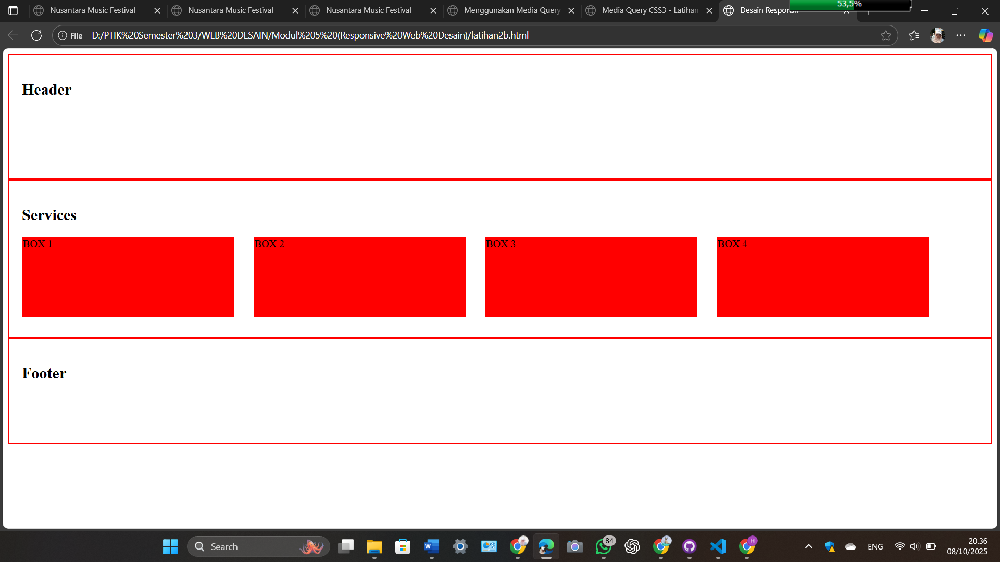 Nusantara Music Festival
Nusantara Music Festival
Nusantara Music Festival
Menggunakan Media Query
Media Query CSS3 - Latihan
Desain Responsif
53,5%
File
D:/PTIK%20Semester%203/WEB%20DESAIN/Modul%205%20(Responsive%20Web%20Desain)/latihan2b.html
Header
Services
BOX 1
BOX 2
BOX 3
BOX 4
Footer
Search
84
H
ENG
20.36
08/10/2025